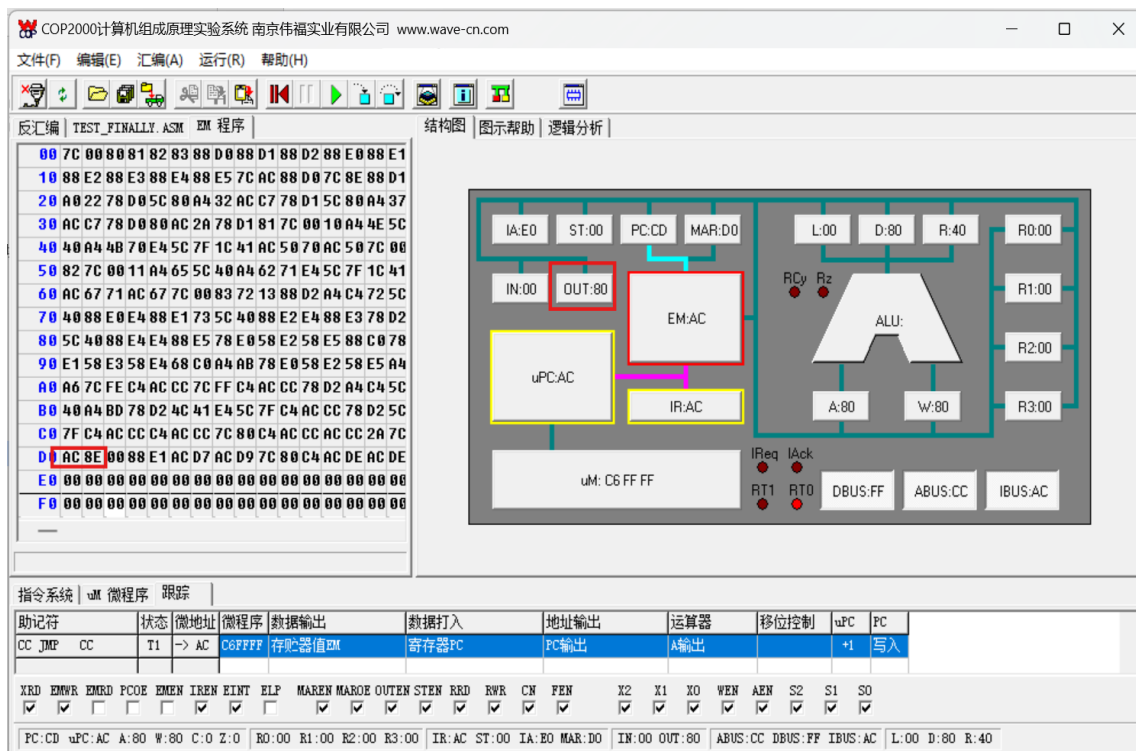 COP2000计算机组成原理实验系统 南京伟福实业有限公司 www.wave-cn.com
文件(F) 编辑(E) 汇编(A) 运行(R) 帮助(H)
反汇编 TEST_FINALLY.ASM EM 程序
00 7C 00 80 81 82 83 88 D0 88 D1 88 D2 88 E0 88 E1
10 88 E2 88 E3 88 E4 88 E5 7C AC 88 D0 7C 8E 88 D1
20 A0 22 78 D0 5C 80 A4 32 AC C7 78 D1 5C 80 A4 37
30 AC C7 78 D0 80 AC 2A 78 D1 81 7C 00 10 A4 4E 5C
40 40 A4 4B 70 E4 5C 7F 1C 41 AC 50 70 AC 50 7C 00
50 82 7C 00 11 A4 65 5C 40 A4 62 71 E4 5C 7F 1C 41
60 AC 67 71 AC 67 7C 00 83 72 13 88 D2 A4 C4 72 5C
70 40 88 E0 E4 88 E1 73 5C 40 88 E2 E4 88 E3 78 D2
80 5C 40 88 E4 E4 88 E5 78 E0 58 E2 58 E5 88 C0 78
90 E1 58 E3 58 E4 68 C0 A4 AB 78 E0 58 E2 58 E5 A4
A0 A6 7C FE C4 AC CC 7C FF C4 AC CC 78 D2 A4 C4 5C
B0 40 A4 BD 78 D2 4C 41 E4 5C 7F C4 AC CC 78 D2 5C
C0 7F C4 AC CC C4 AC CC 7C 80 C4 AC CC AC CC 2A 7C
D0 AC 8E 00 88 E1 AC D7 AC D9 7C 80 C4 AC DE AC DE
E0 00 00 00 00 00 00 00 00 00 00 00 00 00 00 00 00
F0 00 00 00 00 00 00 00 00 00 00 00 00 00 00 00 00
结构图 图示帮助 逻辑分析
IA:E0 ST:00 PC:CD MAR:D0 L:00 D:80 R:40 R0:00
IN:00 OUT:80 EM:AC RCy Rz ALU: R1:00
R2:00
uPC:AC IR:AC A:80 W:80 R3:00
uM: C6 FF FF
IReq IAck
RT1 RT0
DBUS:FF ABUS:CC IBUS:AC
指令系统 uM 微程序 跟踪
助记符 状态 微地址 微程序 数据输出 数据打入 地址输出 运算器 移位控制 uPC PC
CC JMP CC T1 -> AC C6FFFF 存贮器值EM 寄存器PC PC输出 A输出 +1 写入
XRD EMWR EMRD PCOE EMEN IREN EINT ELP MAREN MAROE OUTEN STEN RRD RWR CN FEN X2 X1 X0 WEN AEN S2 S1 S0
PC:CD uPC:AC A:80 W:80 C:0 Z:0 R0:00 R1:00 R2:00 R3:00 IR:AC ST:00 IA:E0 MAR:D0 IN:00 OUT:80 ABUS:CC DBUS:FF IBUS:AC L:00 D:80 R:40